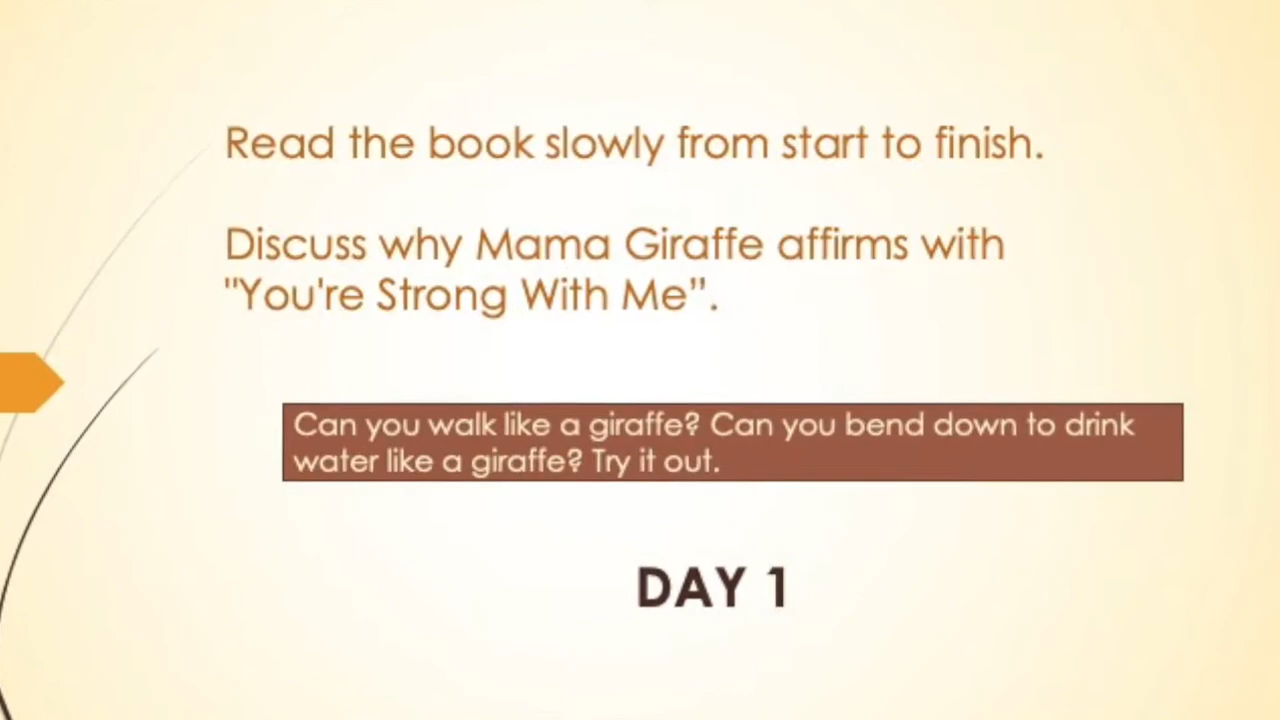 Read the book slowly from start to finish.
Discuss why Mama Giraffe affirms with
"You're Strong With Me”.
Can you walk like a giraffe? Can you bend down to drink
water like a giraffe? Try it out.
DAY 1